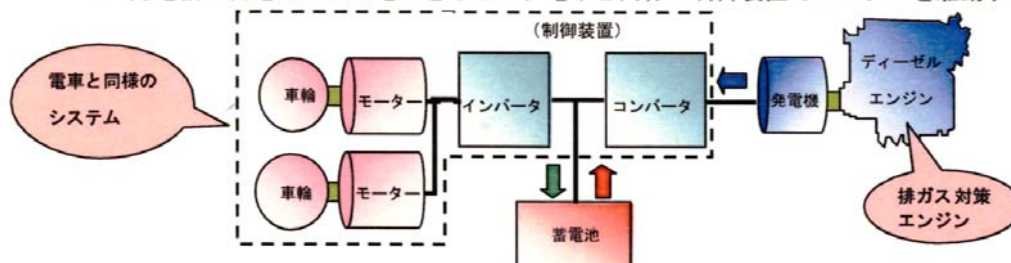 (制御装置)
電車と同様の
システム
車輪
モーター
インバータ
コンバータ
発電機
ディーゼル
エンジン
車輪
モーター
蓄電池
排ガス対策
エンジン